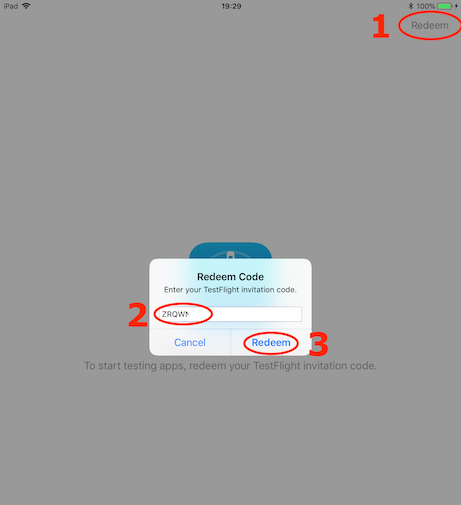 iPad 19:29 100%
1 Redeem
Redeem Code
Enter your TestFlight invitation code.
2 ZRQWN
Cancel Redeem 3
To start testing apps, redeem your TestFlight invitation code.